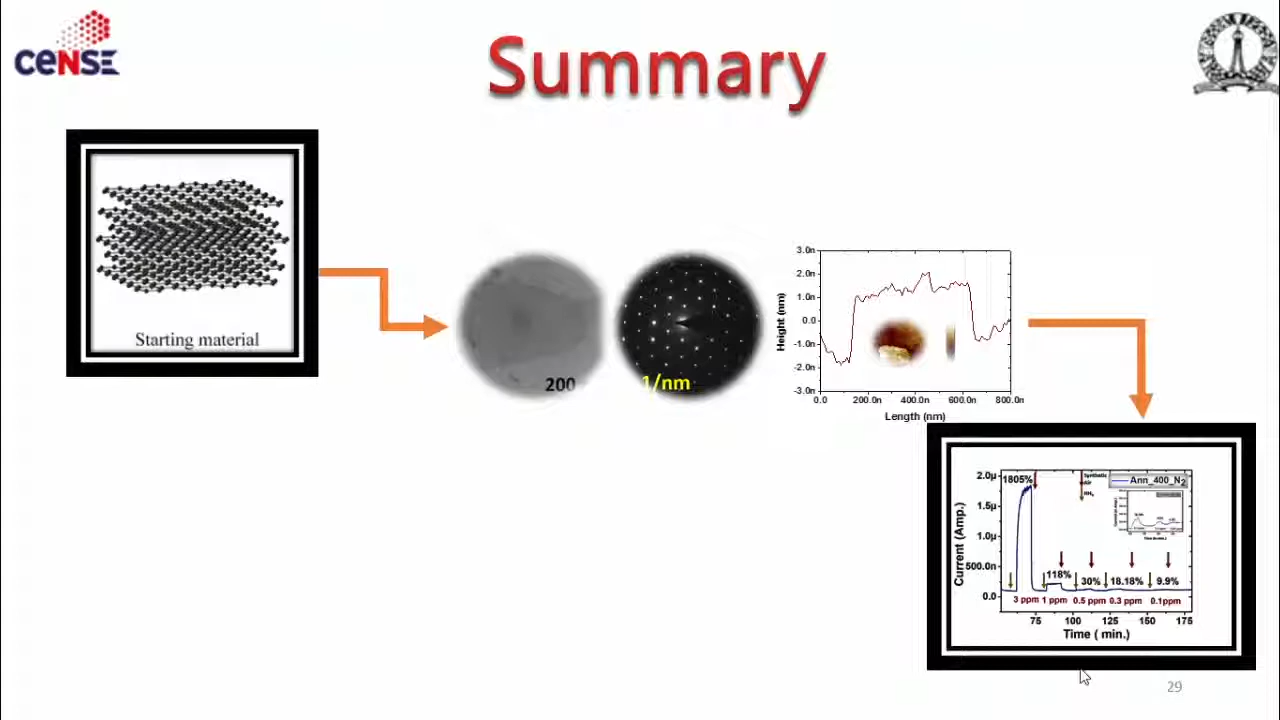 CeNSE
Summary
Starting material
200
1/nm
Height (nm)
3.0n
2.0n
1.0n
0.0
-1.0n
-2.0n
-3.0n
0.0 200.0n 400.0n 600.0n 800.0n
Length (nm)
Current (Amp.)
2.0µ
1.5µ
1.0µ
500.0n
0.0
1805%
Synthetic
Air
NH3
Ann_400_N2
118% 30% 18.18% 9.9%
3 ppm 1 ppm 0.5 ppm 0.3 ppm 0.1ppm
75 100 125 150 175
Time ( min.)
29